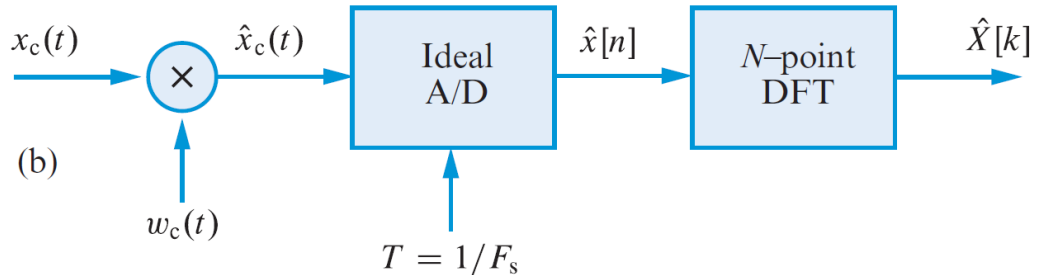 x_c(t)
x̂_c(t)
Ideal
A/D
x̂[n]
N–point
DFT
X̂[k]
×
(b)
w_c(t)
T = 1/F_s